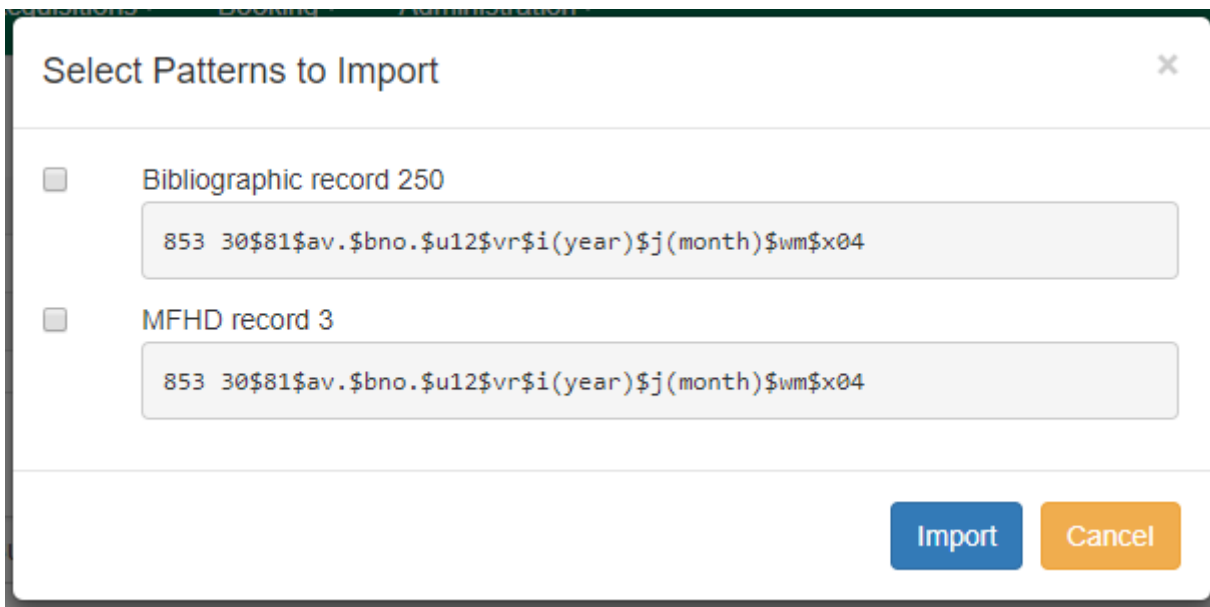 Select Patterns to Import ×
Bibliographic record 250
853 30$81$av.$bno.$u12$vr$i(year)$j(month)$wm$x04
MFHD record 3
853 30$81$av.$bno.$u12$vr$i(year)$j(month)$wm$x04
Import Cancel